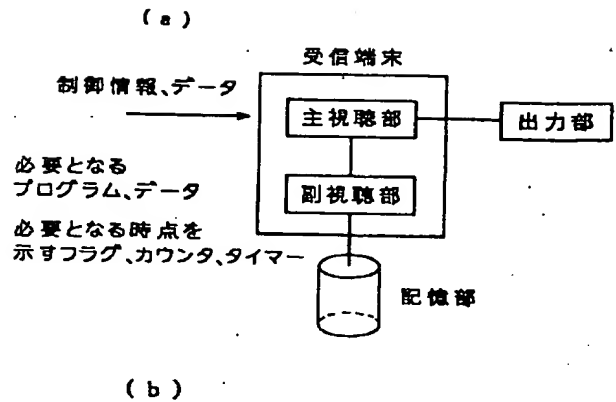 (a)
受信端末
制御情報、データ
主視聴部
出力部
必要となる
プログラム、データ
副視聴部
必要となる時点を
示すフラグ、カウンタ、タイマー
記憶部
(b)